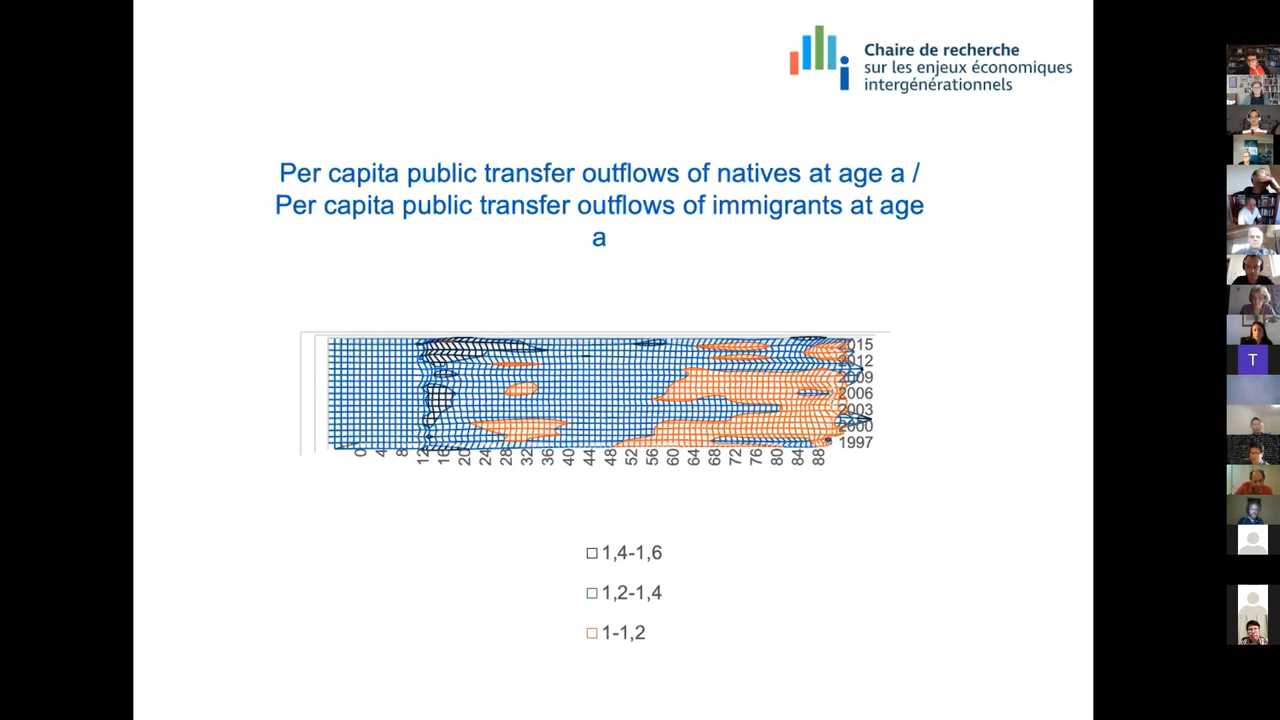 Chaire de recherche
sur les enjeux économiques
intergénérationnels
Per capita public transfer outflows of natives at age a /
Per capita public transfer outflows of immigrants at age
a
2015
2012
2009
2006
2003
2000
1997
0 4 8 12 16 20 24 28 32 36 40 44 48 52 56 60 64 68 72 76 80 84 88
1,4-1,6
1,2-1,4
1-1,2
T